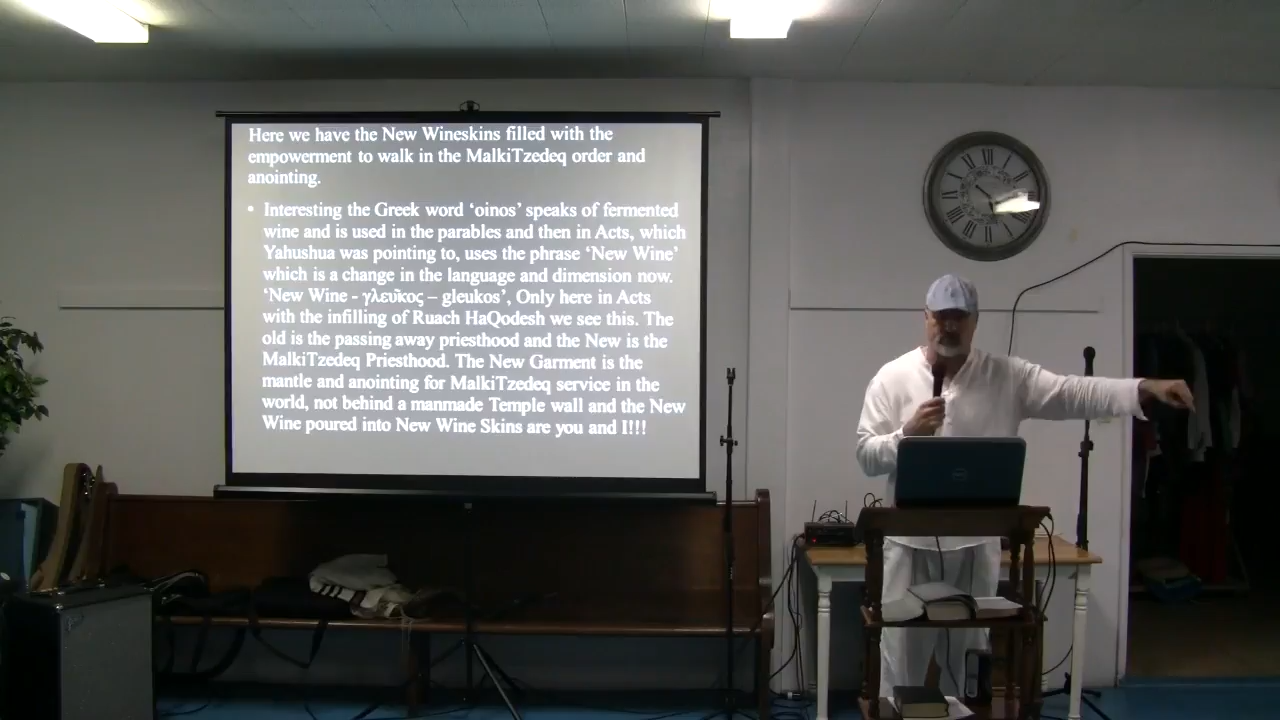 Here we have the New Wineskins filled with the
empowerment to walk in the MalkiTzedeq order and
anointing.
• Interesting the Greek word ‘oinos’ speaks of fermented
wine and is used in the parables and then in Acts, which
Yahushua was pointing to, uses the phrase ‘New Wine’
which is a change in the language and dimension now.
‘New Wine - γλεῦκος – gleukos’, Only here in Acts
with the infilling of Ruach HaQodesh we see this. The
old is the passing away priesthood and the New is the
MalkiTzedeq Priesthood. The New Garment is the
mantle and anointing for MalkiTzedeq service in the
world, not behind a manmade Temple wall and the New
Wine poured into New Wine Skins are you and I!!!